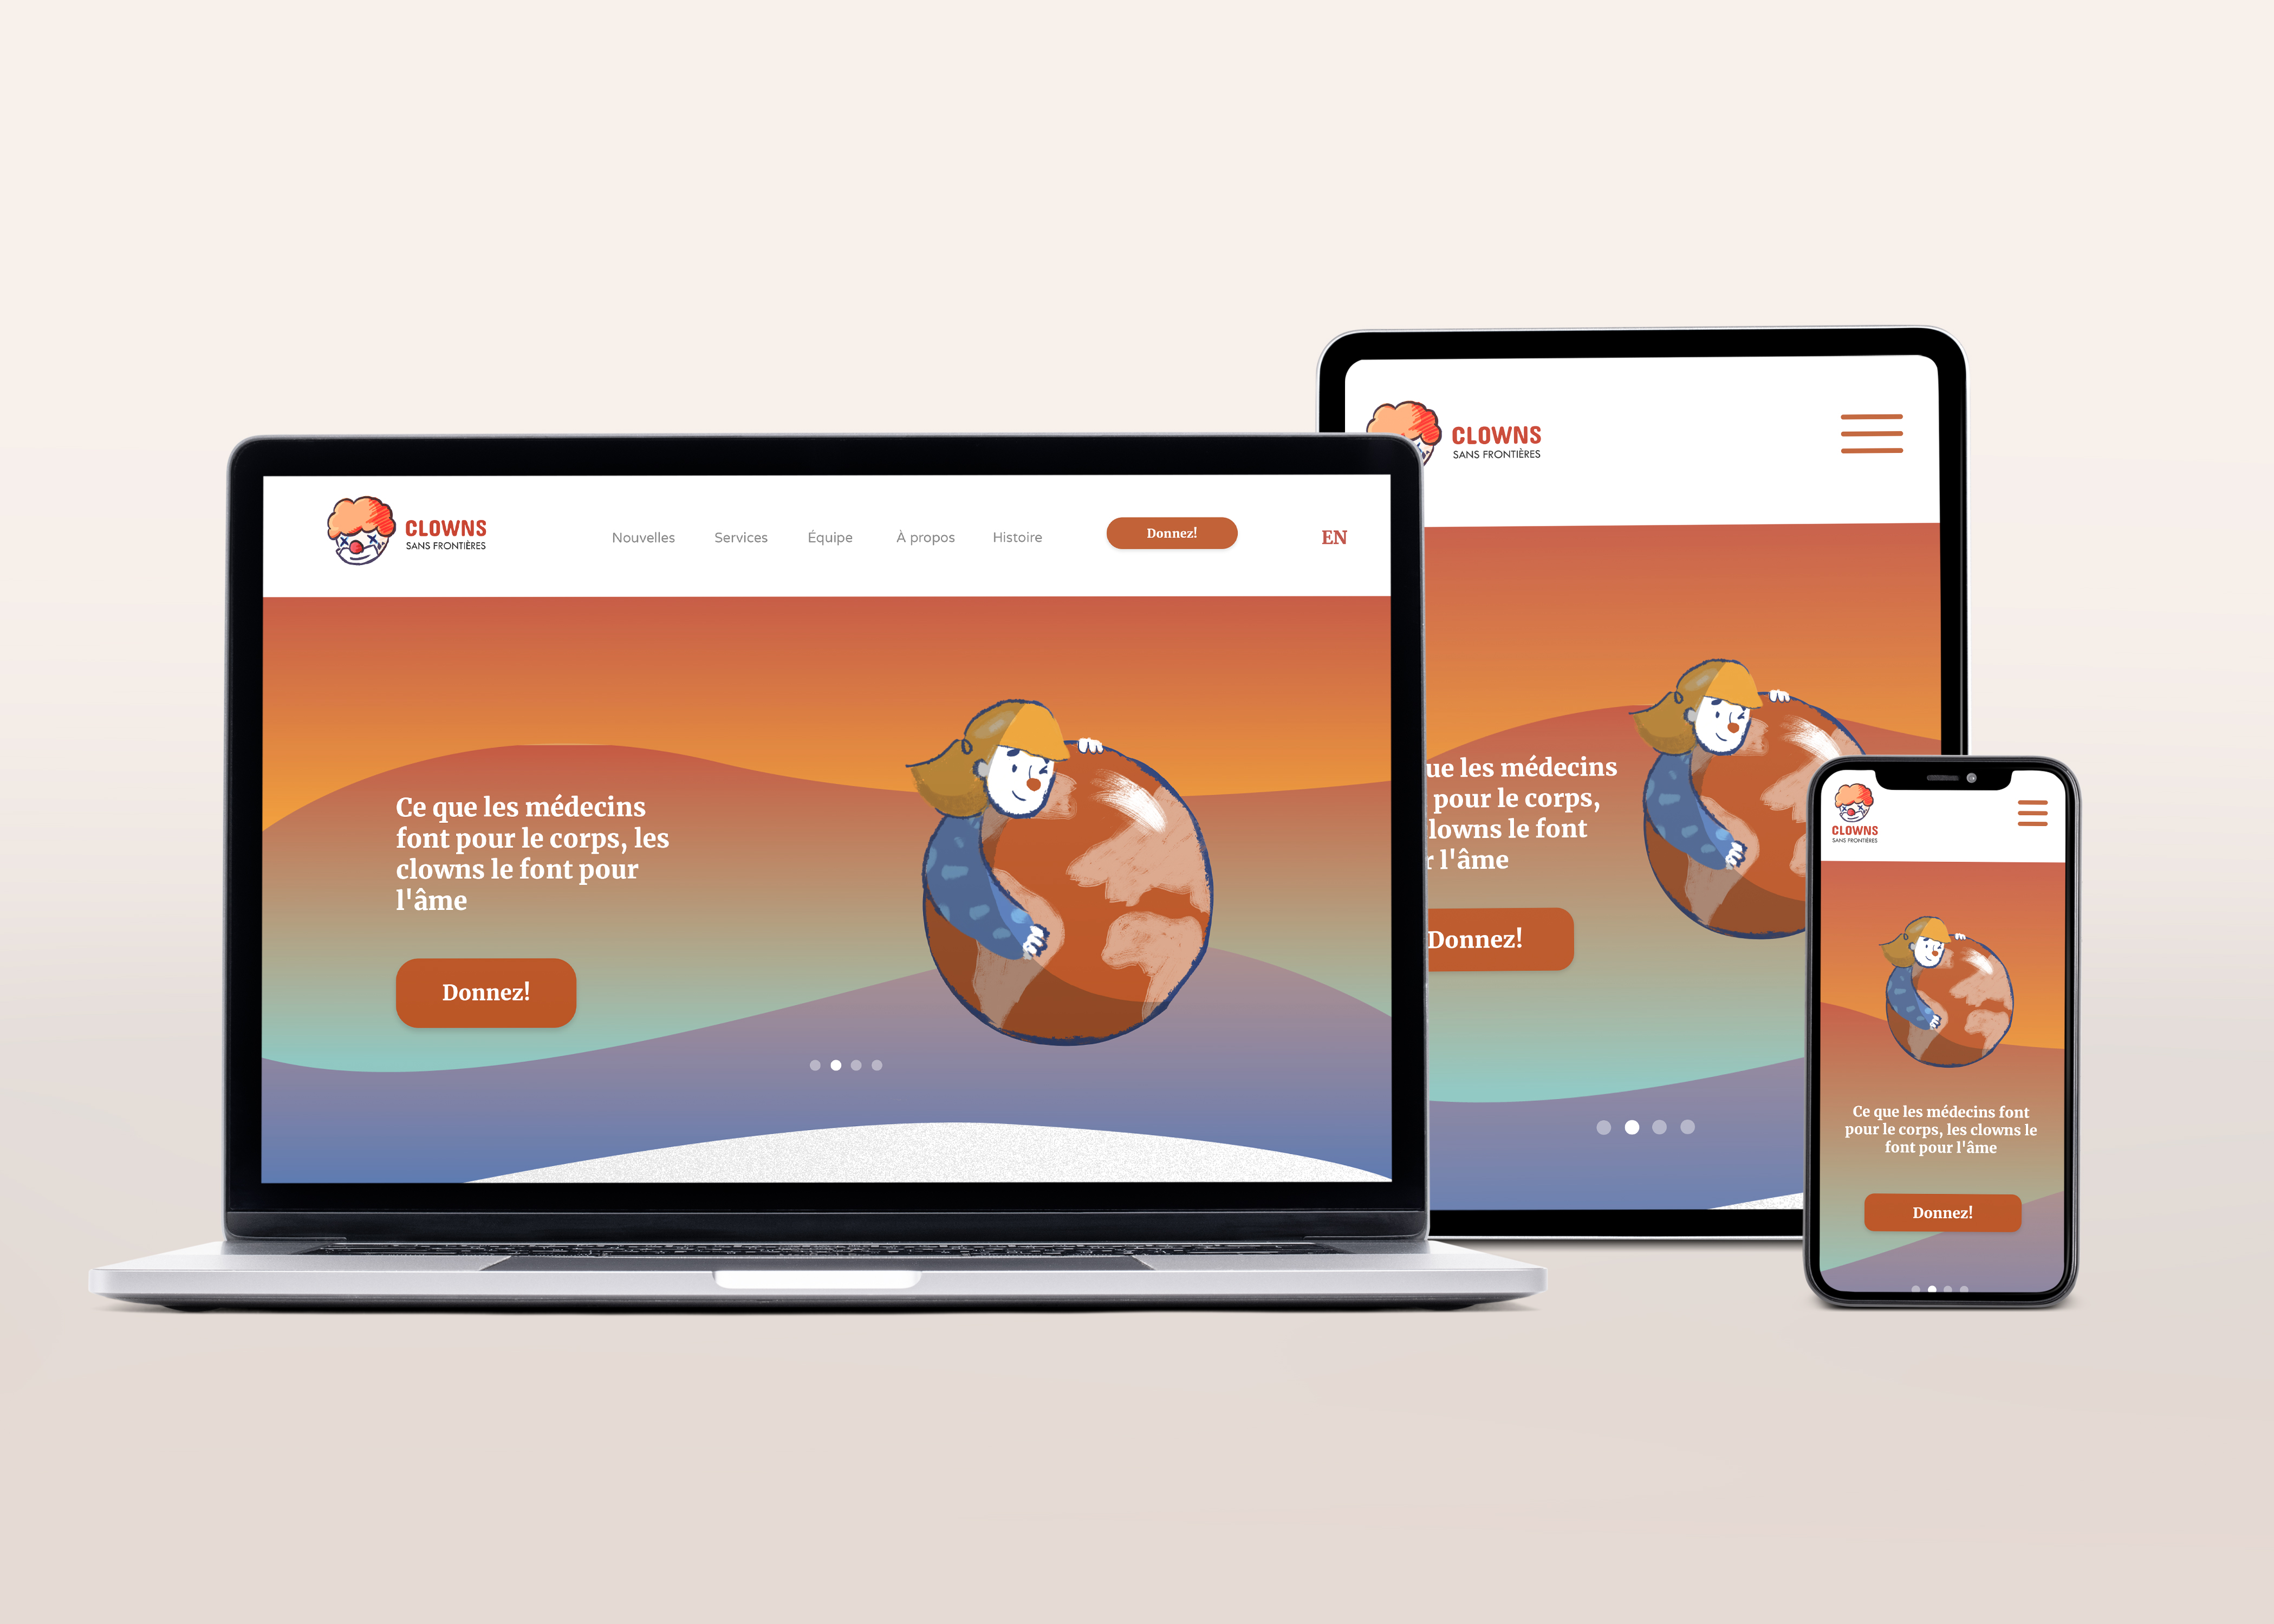 CLOWNS
SANS FRONTIÈRES
Nouvelles
Services
Équipe
À propos
Histoire
Donnez!
EN
Ce que les médecins
font pour le corps, les
clowns le font pour
l'âme
Donnez!
CLOWNS
SANS FRONTIÈRES
les médecins
pour le corps,
le font
l'âme
Donnez!
CLOWNS
SANS FRONTIÈRES
Ce que les médecins font
pour le corps, les clowns le
font pour l'âme
Donnez!